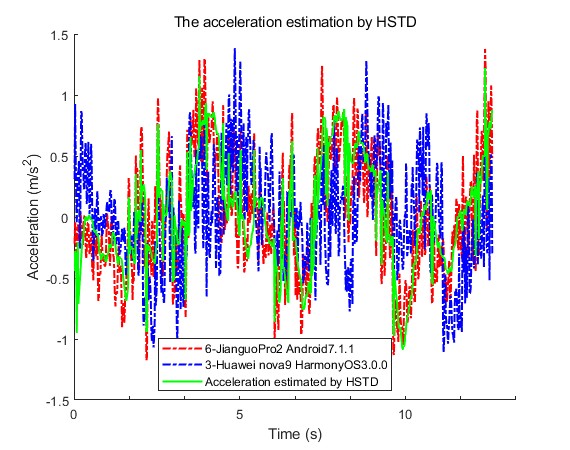 The acceleration estimation by HSTD
1.5
1
0.5
0
-0.5
-1
-1.5
Acceleration (m/s²)
6-JianguoPro2 Android7.1.1
3-Huawei nova9 HarmonyOS3.0.0
Acceleration estimated by HSTD
0 5 10
Time (s)